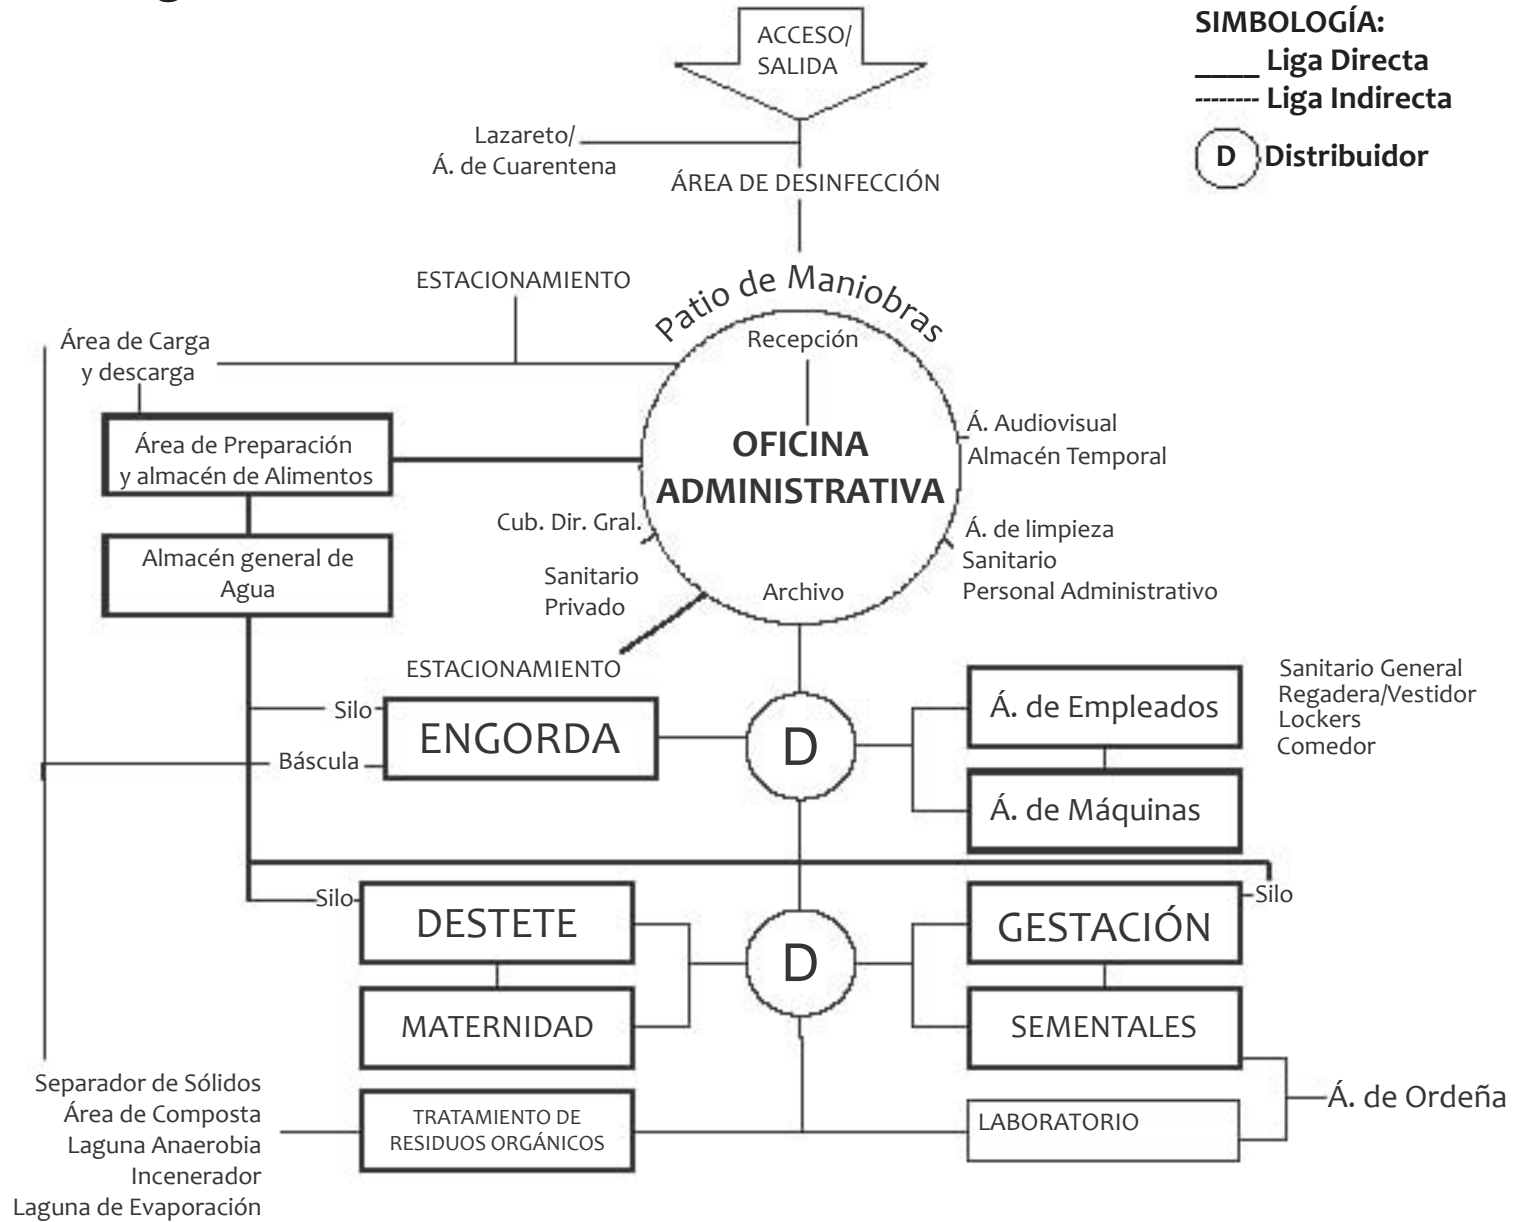 SIMBOLOGÍA:
____ Liga Directa
-------- Liga Indirecta
D Distribuidor
ACCESO/
SALIDA
Lazareto/
Á. de Cuarentena
ÁREA DE DESINFECCIÓN
ESTACIONAMIENTO
Patio de Maniobras
Recepción
Área de Carga
y descarga
Área de Preparación
y almacén de Alimentos
OFICINA
ADMINISTRATIVA
Á. Audiovisual
Almacén Temporal
Cub. Dir. Gral.
Á. de limpieza
Sanitario
Personal Administrativo
Almacén general de
Agua
Sanitario
Privado
Archivo
ESTACIONAMIENTO
Silo
ENGORDA
Báscula
D
Á. de Empleados
Sanitario General
Regadera/Vestidor
Lockers
Comedor
Á. de Máquinas
Silo
DESTETE
D
GESTACIÓN
Silo
MATERNIDAD
SEMENTALES
Separador de Sólidos
Área de Composta
Laguna Anaerobia
Incenerador
Laguna de Evaporación
TRATAMIENTO DE
RESIDUOS ORGÁNICOS
LABORATORIO
Á. de Ordeña